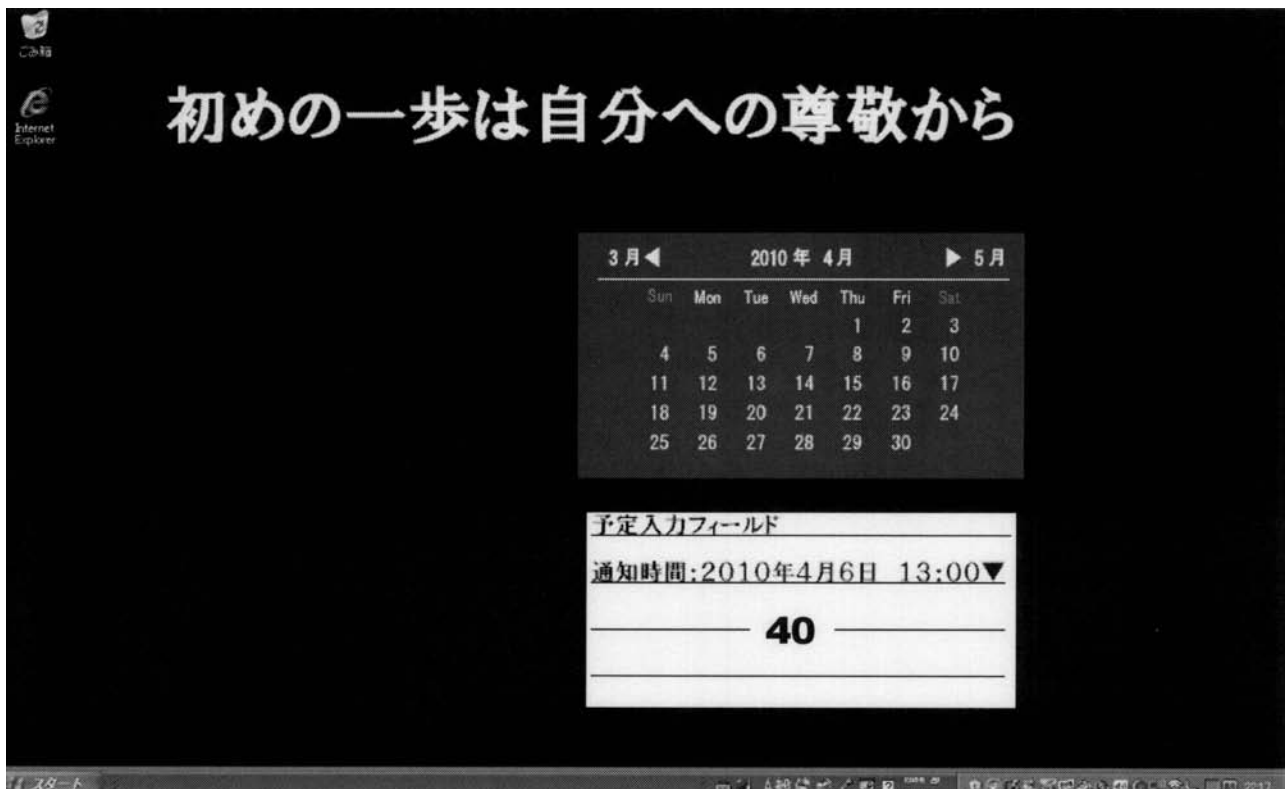 ごみ箱
Internet
Explorer
初めの一歩は自分への尊敬から
3月◀ 2010年 4月 ▶ 5月
Sun Mon Tue Wed Thu Fri Sat
1 2 3
4 5 6 7 8 9 10
11 12 13 14 15 16 17
18 19 20 21 22 23 24
25 26 27 28 29 30
予定入力フィールド
通知時間:2010年4月6日 13:00▼
40
スタート